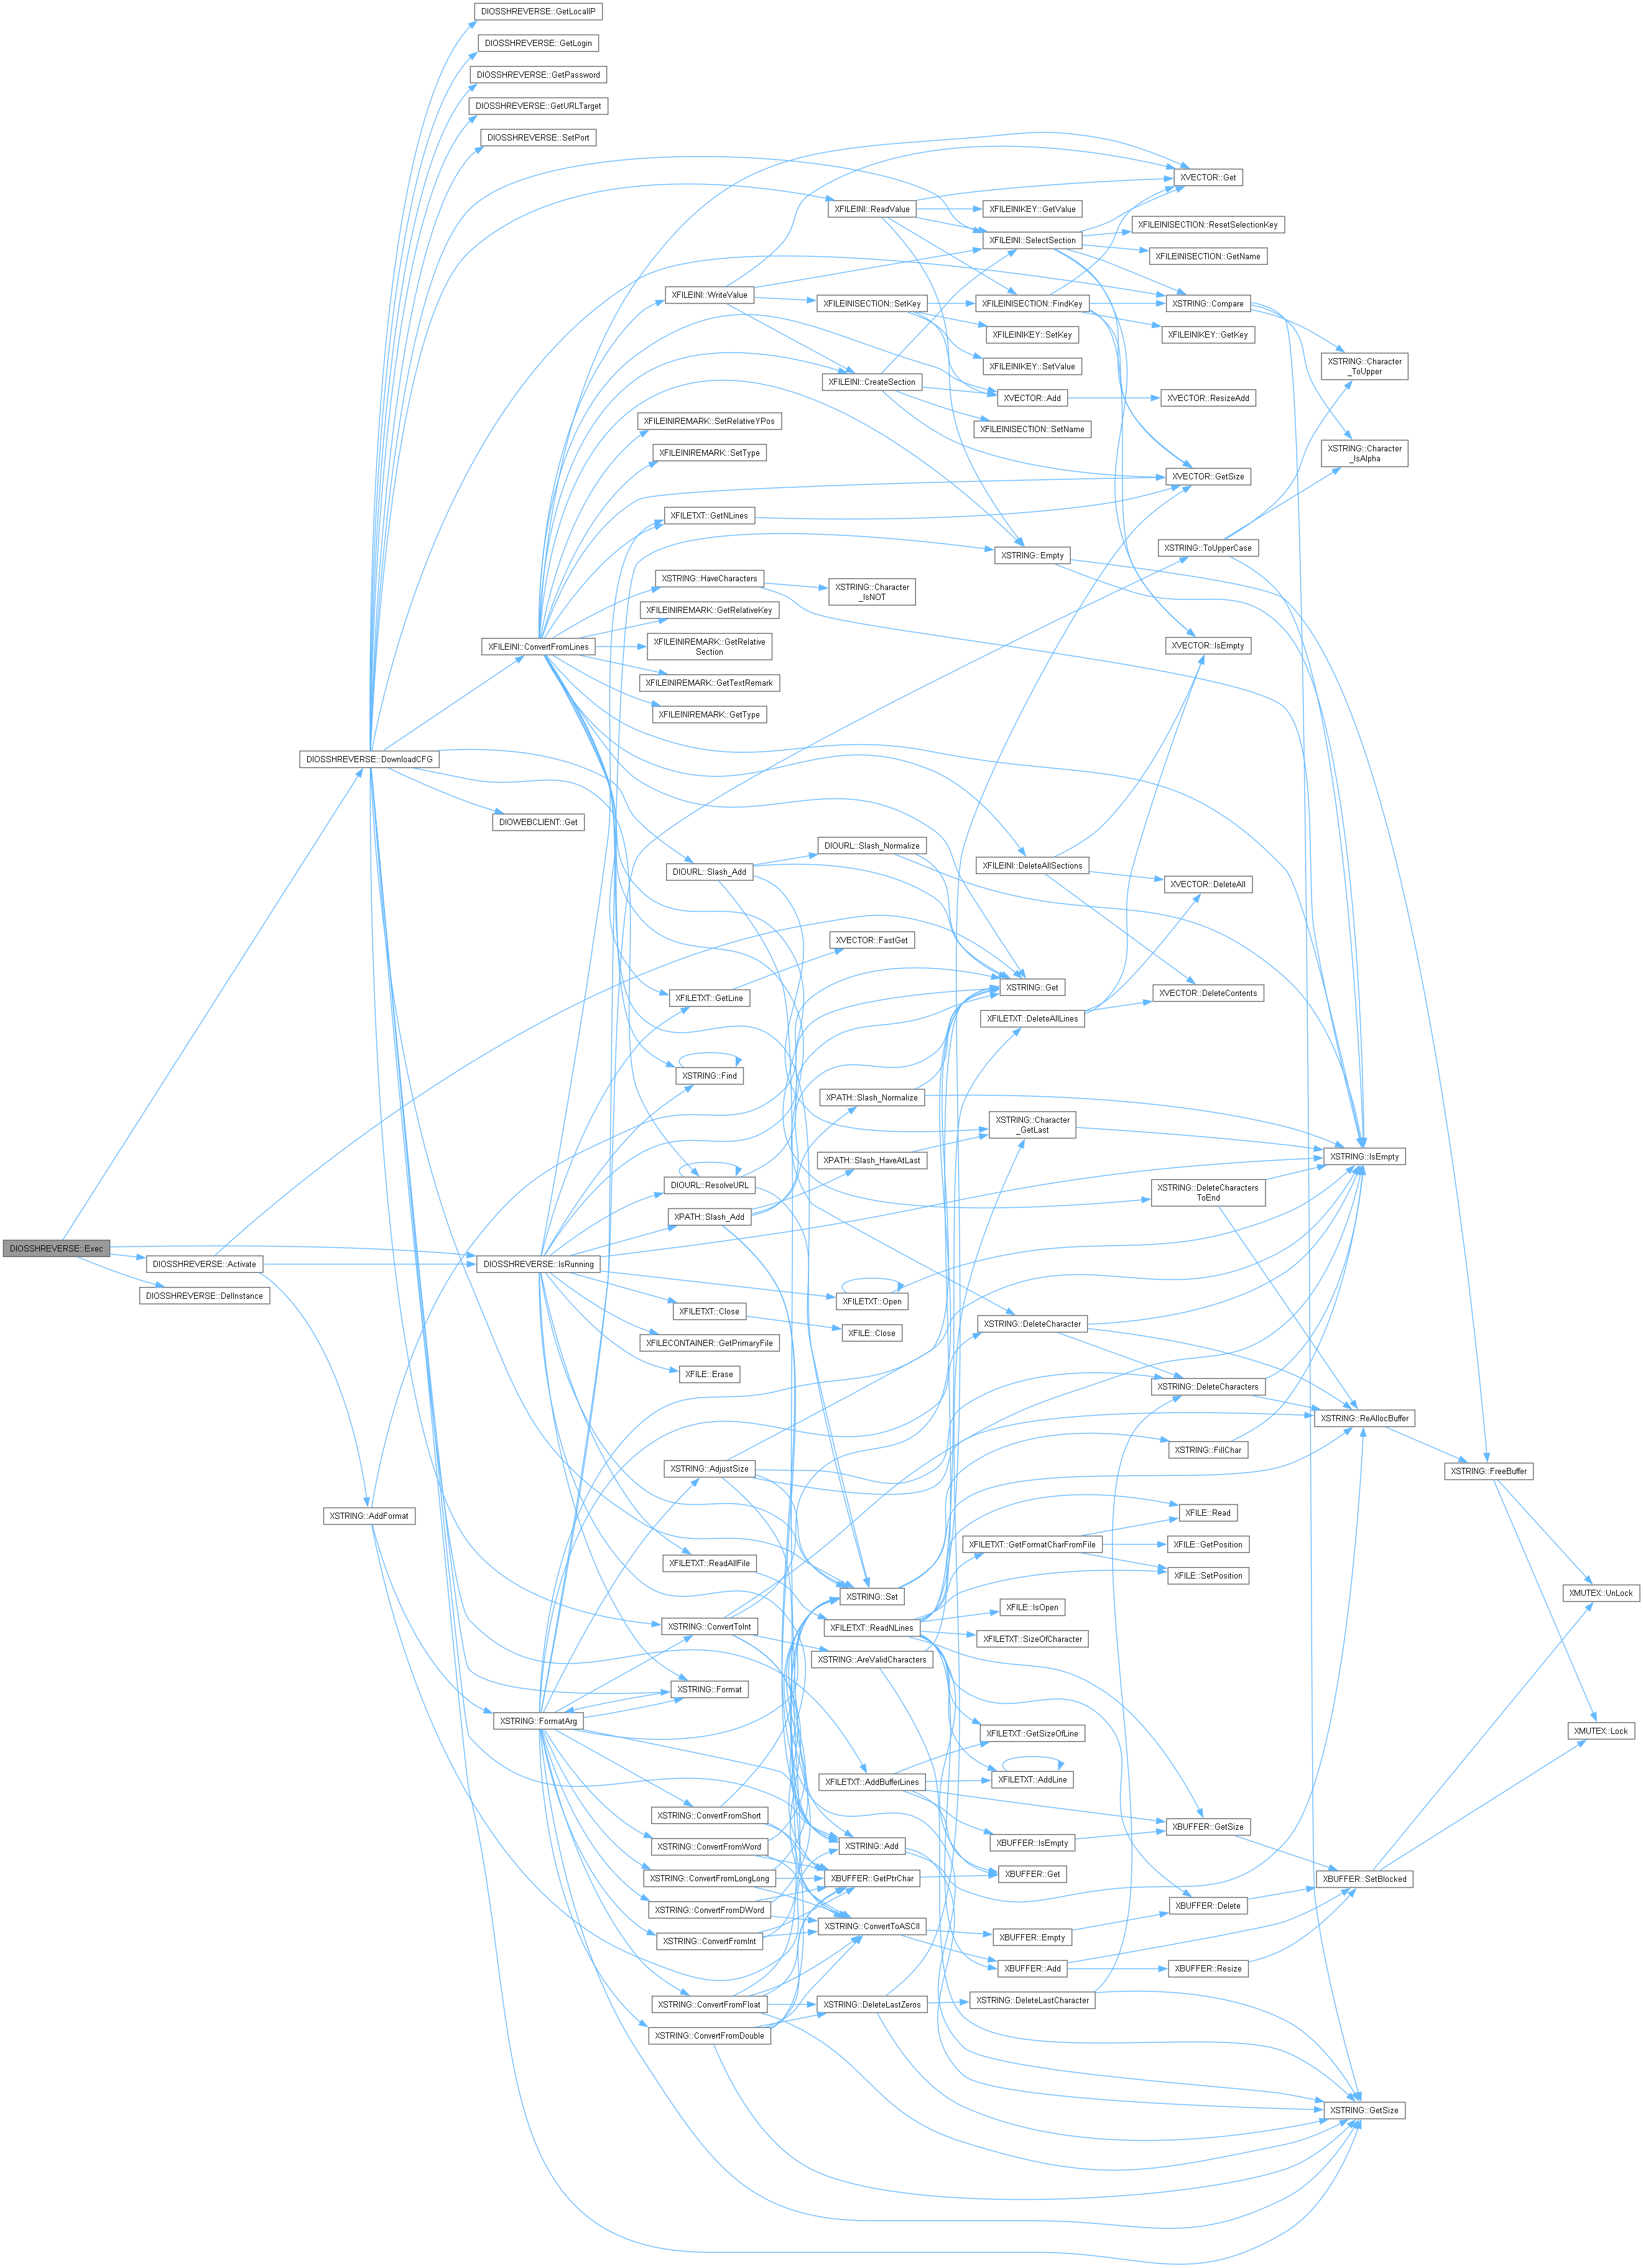 DIOSSHREVERSE::GetLocalIP
DIOSSHREVERSE::GetLogin
DIOSSHREVERSE::GetPassword
DIOSSHREVERSE::GetURLTarget
DIOSSHREVERSE::SetPort
XVECTOR::Get
XFILEINI::ReadValue
XFILEINIKEY::GetValue
XFILEINISECTION::ResetSelectionKey
XFILEINI::SelectSection
XFILEINISECTION::GetName
XFILEINI::WriteValue
XFILEINISECTION::SetKey
XFILEINISECTION::FindKey
XSTRING::Compare
XFILEINIKEY::SetKey
XFILEINIKEY::GetKey
XFILEINIKEY::SetValue
XSTRING::Character
_ToUpper
XFILEINI::CreateSection
XVECTOR::Add
XVECTOR::ResizeAdd
XFILEINIREMARK::SetRelativeYPos
XFILEINISECTION::SetName
XFILEINIREMARK::SetType
XSTRING::Character
_IsAlpha
XVECTOR::GetSize
XFILETXT::GetNLines
XSTRING::Empty
XSTRING::ToUpperCase
XSTRING::HaveCharacters
XSTRING::Character
_IsNOT
XFILEINIREMARK::GetRelativeKey
XFILEINI::ConvertFromLines
XFILEINIREMARK::GetRelative
Section
XVECTOR::IsEmpty
XFILEINIREMARK::GetTextRemark
XFILEINIREMARK::GetType
DIOSSHREVERSE::DownloadCFG
DIOWEBCLIENT::Get
DIOURL::Slash_Normalize
DIOURL::Slash_Add
XFILEINI::DeleteAllSections
XVECTOR::DeleteAll
XVECTOR::FastGet
XSTRING::Get
XVECTOR::DeleteContents
XFILETXT::GetLine
XFILETXT::DeleteAllLines
XSTRING::Find
XPATH::Slash_Normalize
XSTRING::Character
_GetLast
XPATH::Slash_HaveAtLast
XSTRING::IsEmpty
DIOURL::ResolveURL
XSTRING::DeleteCharacters
ToEnd
XPATH::Slash_Add
DIOSSHREVERSE::Exec
DIOSSHREVERSE::Activate
DIOSSHREVERSE::IsRunning
DIOSSHREVERSE::DelInstance
XFILETXT::Open
XFILETXT::Close
XFILE::Close
XSTRING::DeleteCharacter
XFILECONTAINER::GetPrimaryFile
XFILE::Erase
XSTRING::DeleteCharacters
XSTRING::ReAllocBuffer
XSTRING::FillChar
XSTRING::AdjustSize
XSTRING::FreeBuffer
XSTRING::AddFormat
XFILE::Read
XFILETXT::GetFormatCharFromFile
XFILE::GetPosition
XFILETXT::ReadAllFile
XFILE::SetPosition
XSTRING::Set
XMUTEX::UnLock
XFILE::IsOpen
XSTRING::ConvertToInt
XFILETXT::ReadNLines
XFILETXT::SizeOfCharacter
XSTRING::AreValidCharacters
XSTRING::Format
XSTRING::FormatArg
XFILETXT::GetSizeOfLine
XMUTEX::Lock
XFILETXT::AddBufferLines
XFILETXT::AddLine
XSTRING::ConvertFromShort
XBUFFER::GetSize
XSTRING::ConvertFromWord
XSTRING::Add
XBUFFER::IsEmpty
XSTRING::ConvertFromLongLong
XBUFFER::GetPtrChar
XBUFFER::Get
XBUFFER::SetBlocked
XSTRING::ConvertFromDWord
XBUFFER::Delete
XSTRING::ConvertToASCII
XBUFFER::Empty
XSTRING::ConvertFromInt
XBUFFER::Add
XBUFFER::Resize
XSTRING::ConvertFromFloat
XSTRING::DeleteLastZeros
XSTRING::DeleteLastCharacter
XSTRING::ConvertFromDouble
XSTRING::GetSize